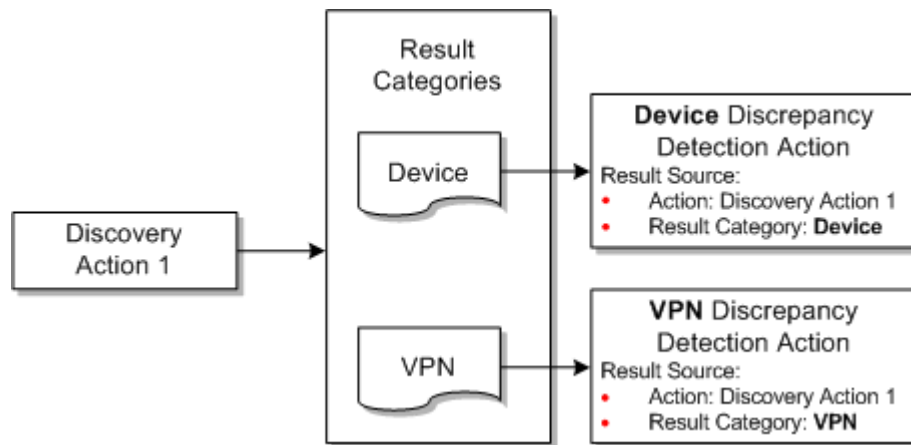 Discovery
Action 1
Result
Categories
Device
VPN
Device Discrepancy
Detection Action
Result Source:
• Action: Discovery Action 1
• Result Category: Device
VPN Discrepancy
Detection Action
Result Source:
• Action: Discovery Action 1
• Result Category: VPN